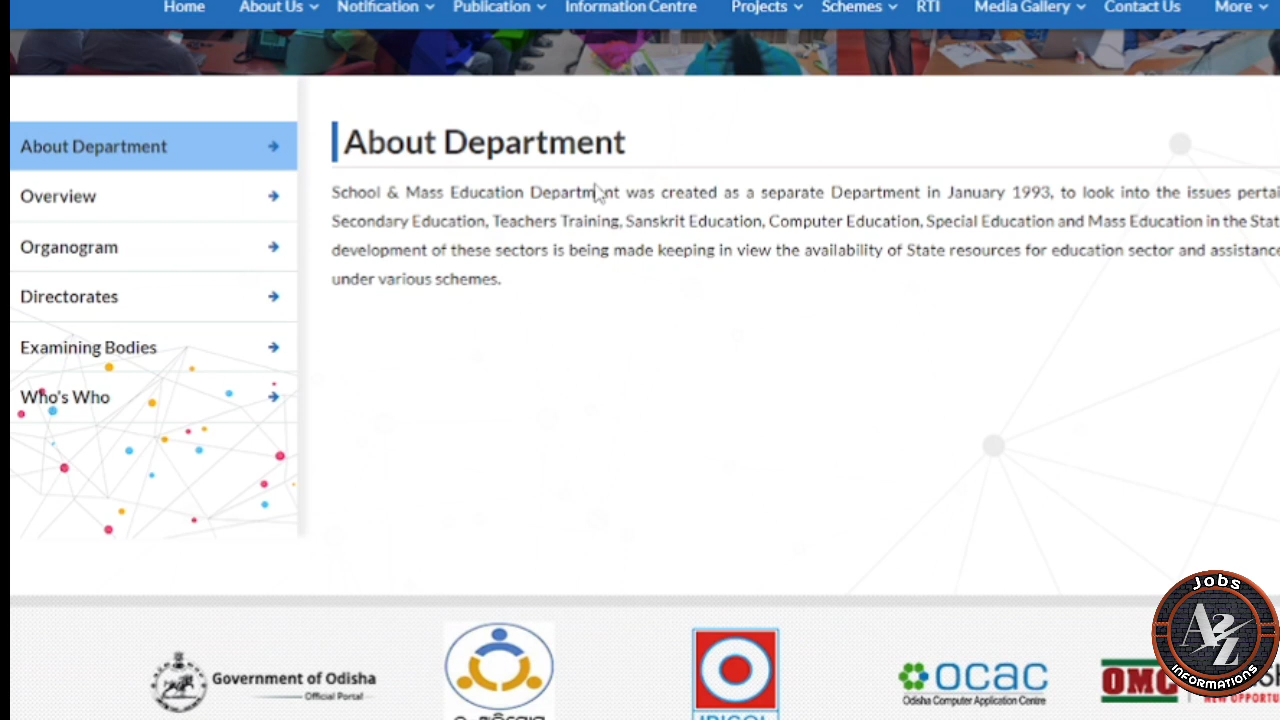 Home About Us Notification Publication Information Centre Projects Schemes RTI Media Gallery Contact Us More
About Department
Overview
Organogram
Directorates
Examining Bodies
Who's Who
About Department
School & Mass Education Department was created as a separate Department in January 1993, to look into the issues
Secondary Education, Teachers Training, Sanskrit Education, Computer Education, Special Education and Mass Education in the
development of these sectors is being made keeping in view the availability of State resources for education sector and
under various schemes.
Government of Odisha
Official Portal
IPICOL
OCAC
Odisha Computer Application Centre
OMC
Jobs
A2Z
INFORMATIONS